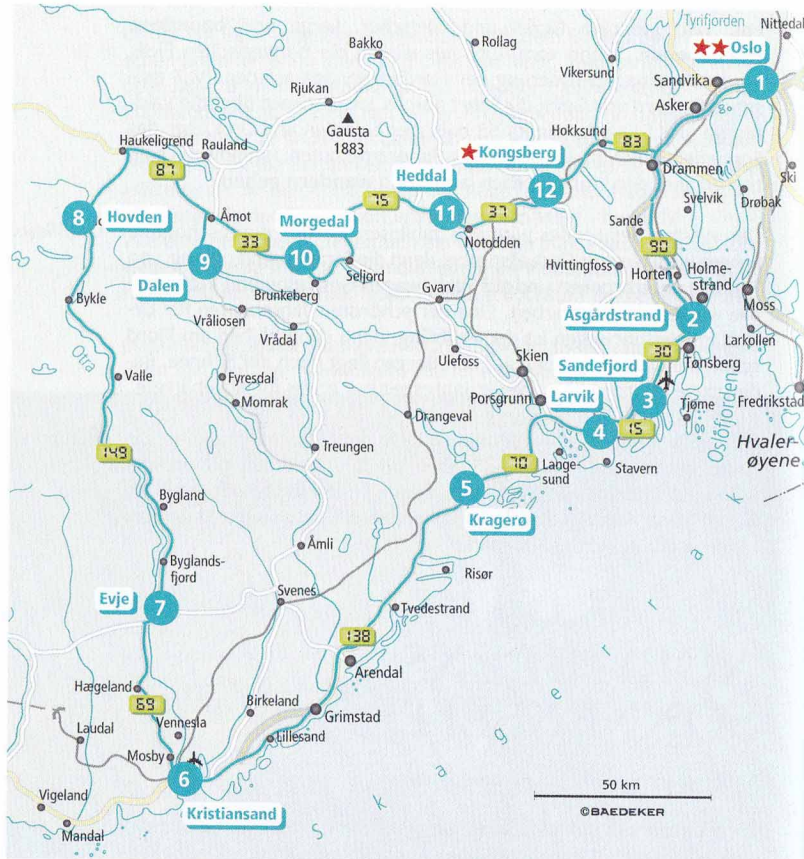 Tyrifjorden
Nittedal
Bakko
Rollag
Oslo
1
Vikersund
Sandvika
Asker
Rjukan
Gausta
1883
Hokksund
83
Kongsberg
Haukeligrend
Rauland
Heddal
12
Drammen
Ski
87
75
11
37
Svelvik
Drøbak
8
Hovden
Åmot
Morgedal
Notodden
Sande
33
90
9
10
Seljord
Hvittingfoss
Horten
Holme-
strand
Dalen
Brunkeberg
Gvarv
Moss
Bykle
Vråliosen
Åsgårdstrand
2
Vrådal
Larkollen
Otra
Ulefoss
Skien
Sandefjord
30
Tønsberg
Valle
Fyresdal
Momrak
Porsgrunn
Larvik
3
Tjøme
Oslofjorden
Fredrikstad
Drangeval
4
15
Hvaler-
øyene
Treungen
149
70
Lange-
sund
Stavern
Bygland
5
Kragerø
Åmli
Byglands-
fjord
Risør
Evje
7
Svenes
Tvedestrand
138
Arendal
Hægeland
69
Birkeland
Grimstad
Vennesla
Laudal
Lillesand
Mosby
6
Kristiansand
Vigeland
Mandal
Skagerrak
50 km
©BAEDEKER